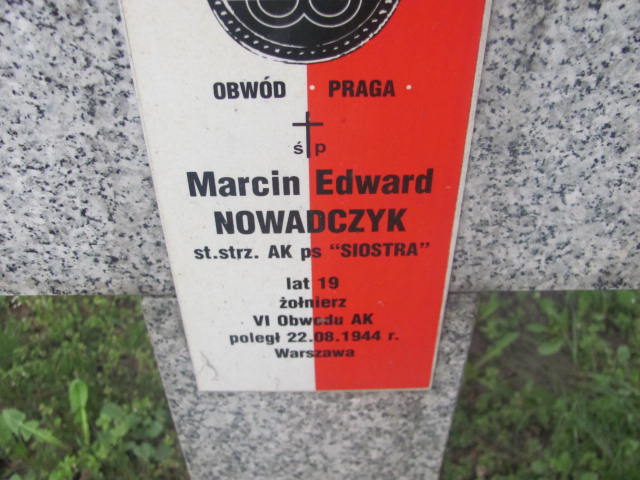 OBWÓD · PRAGA ·
ś p
Marcin Edward
NOWADCZYK
st.strz. AK ps "SIOSTRA"
lat 19
żołnierz
VI Obwodu AK
poległ 22.08.1944 r.
Warszawa